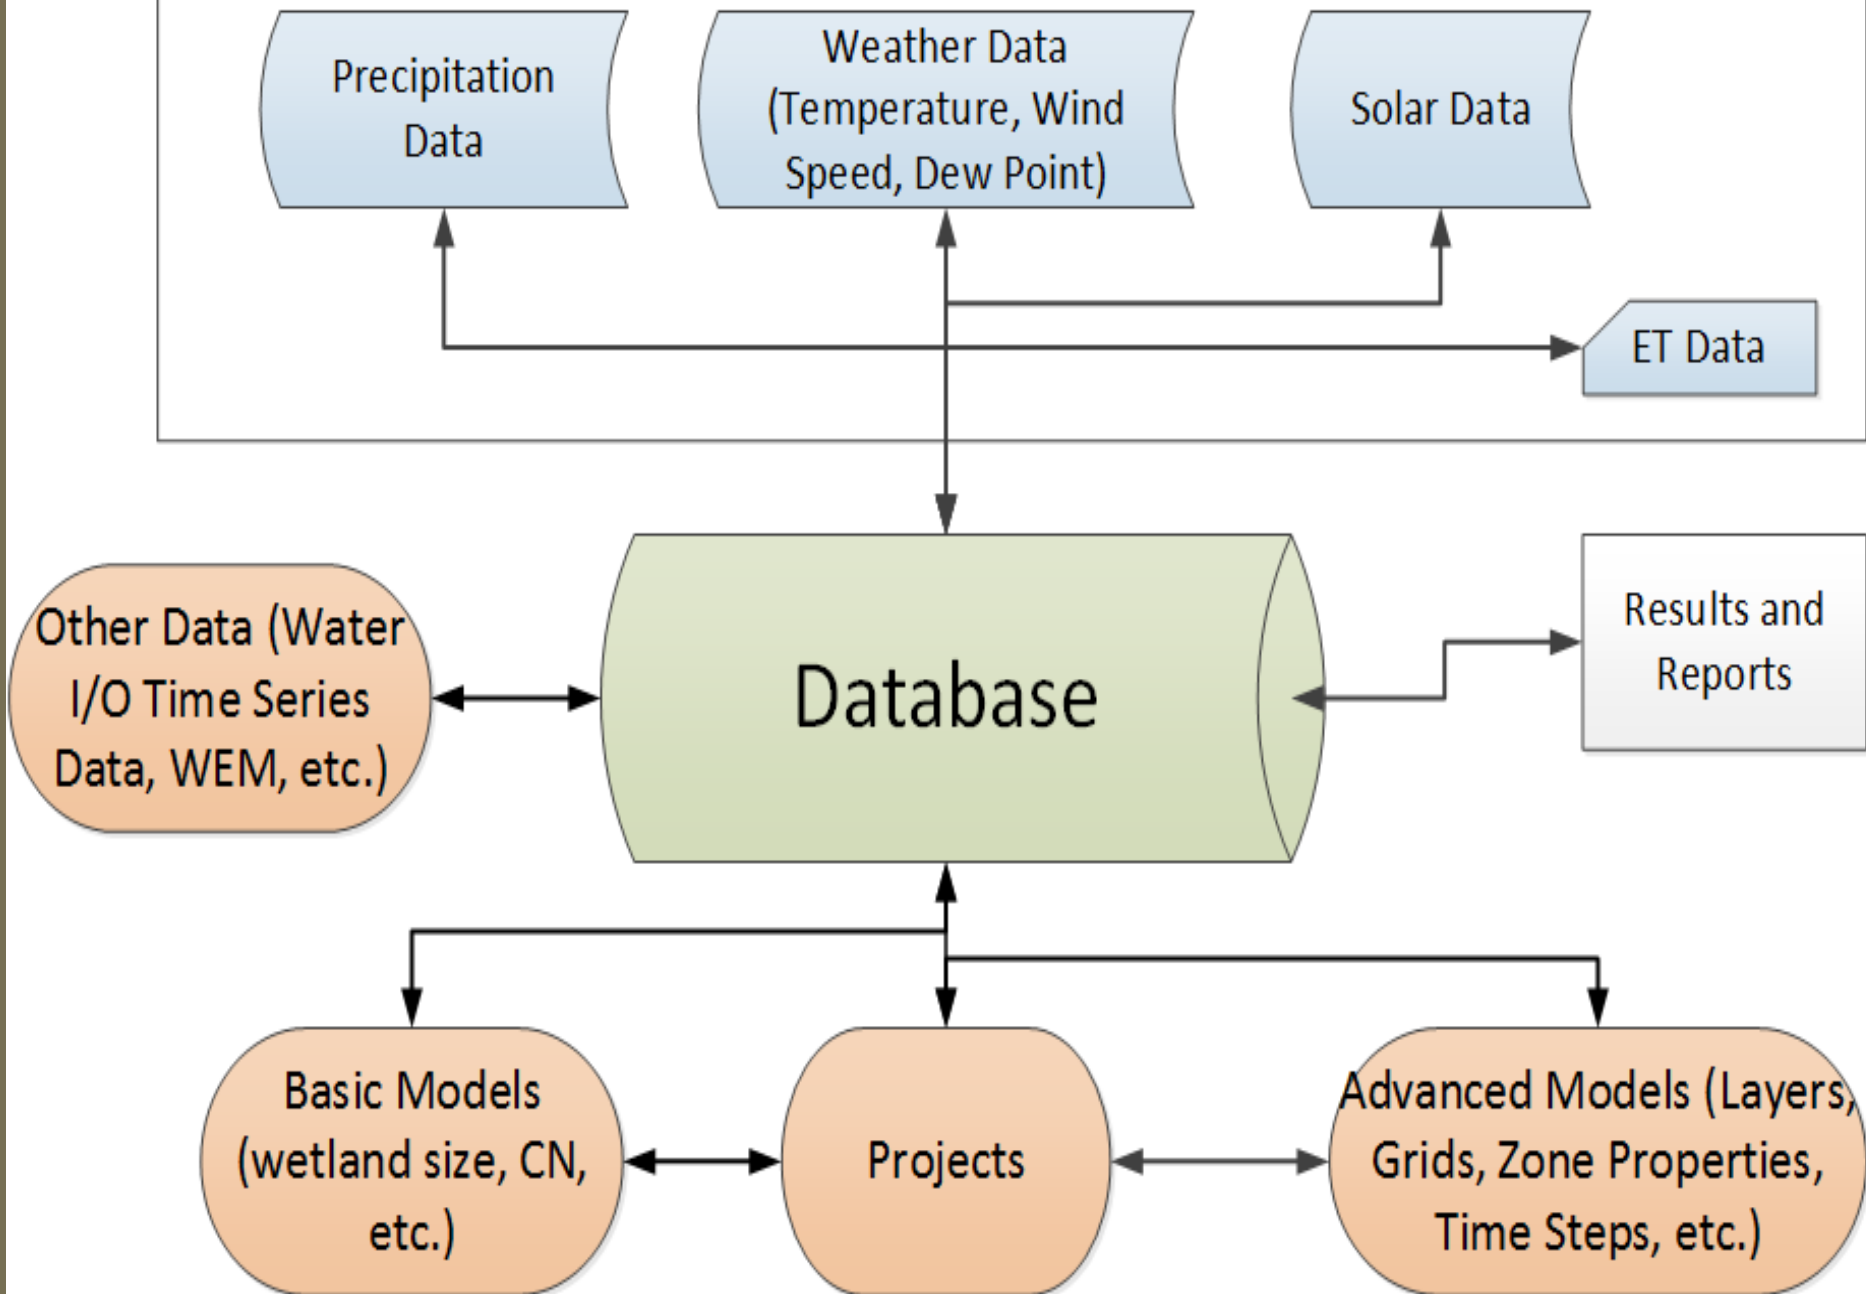 Precipitation
Data
Weather Data
(Temperature, Wind
Speed, Dew Point)
Solar Data
ET Data
Other Data (Water
I/O Time Series
Data, WEM, etc.)
Database
Results and
Reports
Basic Models
(wetland size, CN,
etc.)
Projects
Advanced Models (Layers,
Grids, Zone Properties,
Time Steps, etc.)